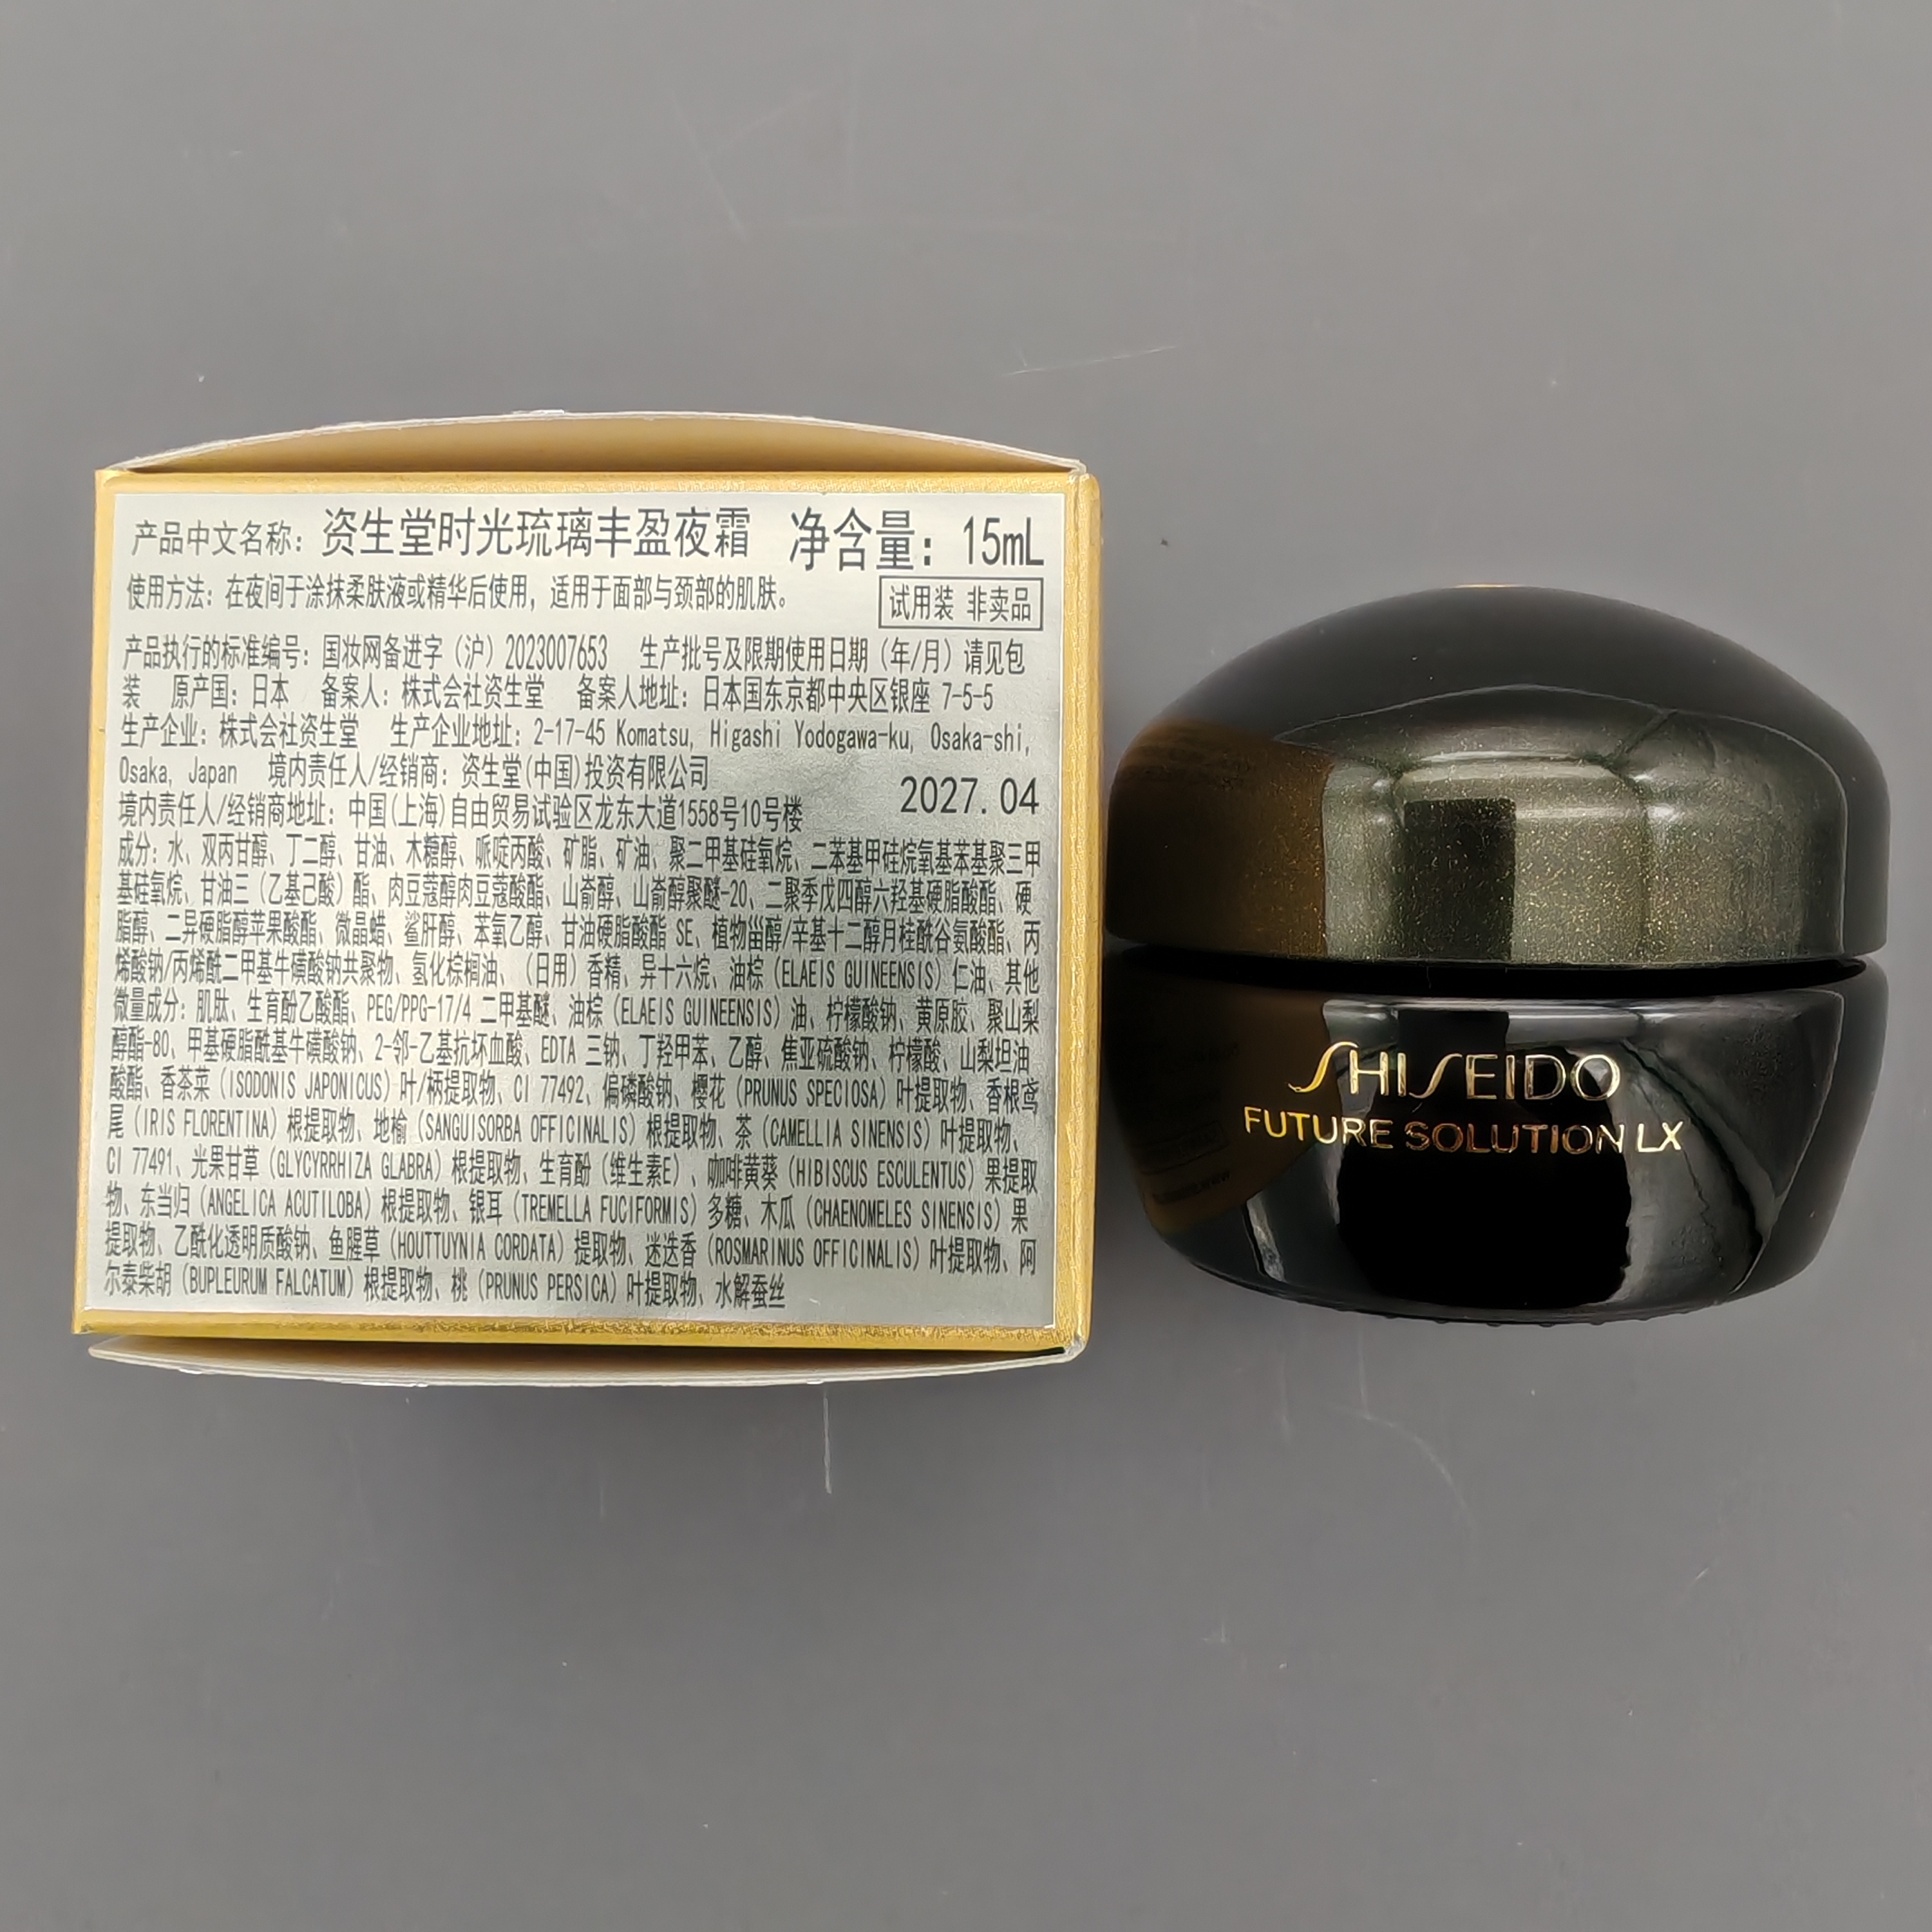 产品中文名称：资生堂时光琉璃丰盈夜霜 净含量：15mL
使用方法：在夜间于涂抹柔肤液或精华后使用，适用于面部与颈部的肌肤。
试用装 非卖品
产品执行的标准编号：国妆网备进字（沪）2023007653 生产批号及限期使用日期（年/月）请见包
装 原产国：日本 备案人：株式会社资生堂 备案人地址：日本国东京都中央区银座 7-5-5
生产企业：株式会社资生堂 生产企业地址：2-17-45 Komatsu, Higashi Yodogawa-ku, Osaka-shi,
Osaka, Japan 境内责任人/经销商：资生堂(中国)投资有限公司
2027.04
境内责任人/经销商地址：中国(上海)自由贸易试验区龙东大道1558号10号楼
成分：水、双丙甘醇、丁二醇、甘油、木糖醇、哌啶丙酸、矿脂、矿油、聚二甲基硅氧烷、二苯基甲硅烷氧基苯基聚三甲
基硅氧烷、甘油三（乙基己酸）酯、肉豆蔻醇肉豆蔻酸酯、山嵛醇、山嵛醇聚醚-20、二聚季戊四醇六羟基硬脂酸酯、硬
脂醇、二异硬脂醇苹果酸酯、微晶蜡、鲨肝醇、苯氧乙醇、甘油硬脂酸酯 SE、植物甾醇/辛基十二醇月桂酰谷氨酸酯、丙
烯酸钠/丙烯酰二甲基牛磺酸钠共聚物、氢化棕榈油、（日用）香精、异十六烷、油棕（ELAEIS GUINEENSIS）仁油、其他
微量成分：肌肽、生育酚乙酸酯、PEG/PPG-17/4 二甲基醚、油棕（ELAEIS GUINEENSIS）油、柠檬酸钠、黄原胶、聚山梨
醇酯-80、甲基硬脂酰基牛磺酸钠、2-邻-乙基抗坏血酸、EDTA 三钠、丁羟甲苯、乙醇、焦亚硫酸钠、柠檬酸、山梨坦油
酸酯、香茶菜（ISODONIS JAPONICUS）叶/柄提取物、CI 77492、偏磷酸钠、樱花（PRUNUS SPECIOSA）叶提取物、香根鸢
尾（IRIS FLORENTINA）根提取物、地榆（SANGUISORBA OFFICINALIS）根提取物、茶（CAMELLIA SINENSIS）叶提取物、
CI 77491、光果甘草（GLYCYRRHIZA GLABRA）根提取物、生育酚（维生素E）、咖啡黄葵（HIBISCUS ESCULENTUS）果提取
物、东当归（ANGELICA ACUTILOBA）根提取物、银耳（TREMELLA FUCIFORMIS）多糖、木瓜（CHAENOMELES SINENSIS）果
提取物、乙酰化透明质酸钠、鱼腥草（HOUTTUYNIA CORDATA）提取物、迷迭香（ROSMARINUS OFFICINALIS）叶提取物、阿
尔泰柴胡（BUPLEURUM FALCATUM）根提取物、桃（PRUNUS PERSICA）叶提取物、水解蚕丝
SHISEIDO
FUTURE SOLUTION LX